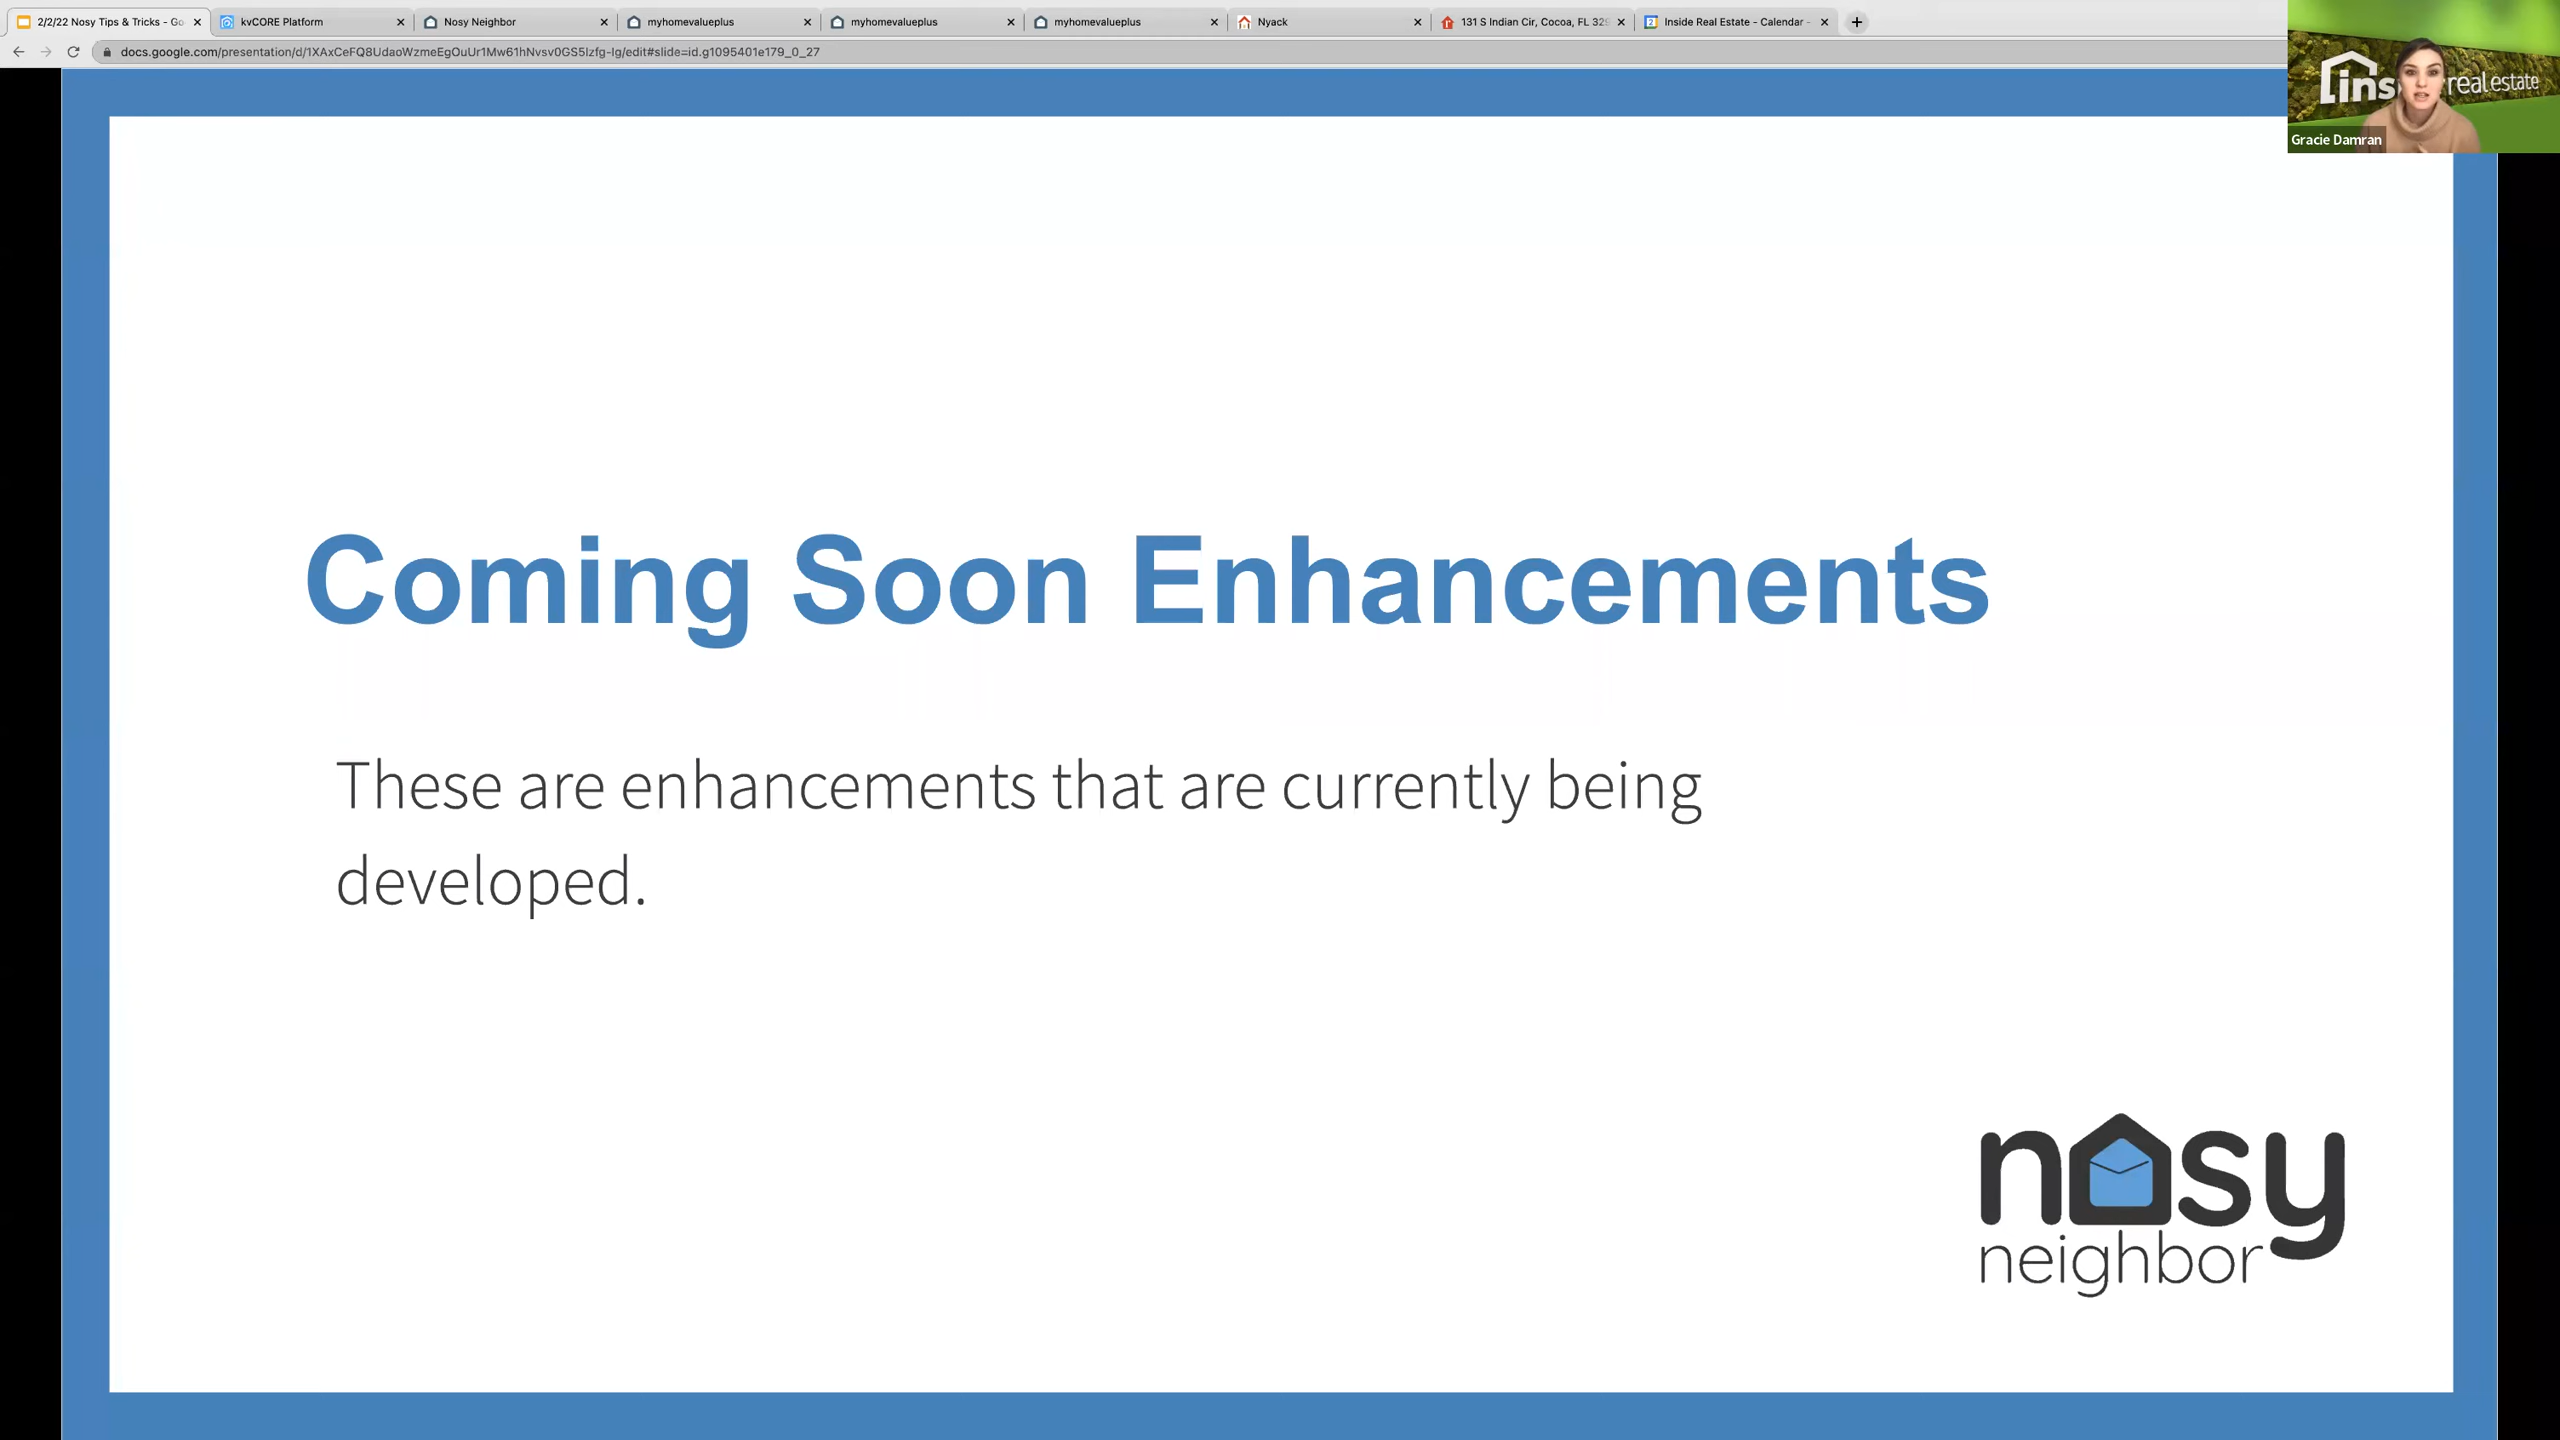 2/2/22 Nosy Tips & Tricks - Go
kvCORE Platform
Nosy Neighbor
myhomevalueplus
myhomevalueplus
myhomevalueplus
Nyack
131 S Indian Cir, Cocoa, FL 329
Inside Real Estate - Calendar -
docs.google.com/presentation/d/1XAxCeFQ8UdaoWzmeEgOuUr1Mw61hNvsv0GS5Izfg-Ig/edit#slide=id.g1095401e179_0_27
ins real estate
Gracie Damran
Coming Soon Enhancements
These are enhancements that are currently being
developed.
nosy
neighbor